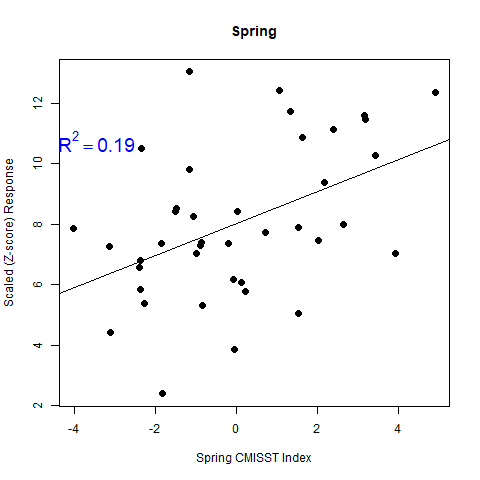 Spring
Scaled (Z-score) Response
12
10
8
6
4
2
R² = 0.19
-4 -2 0 2 4
Spring CMISST Index